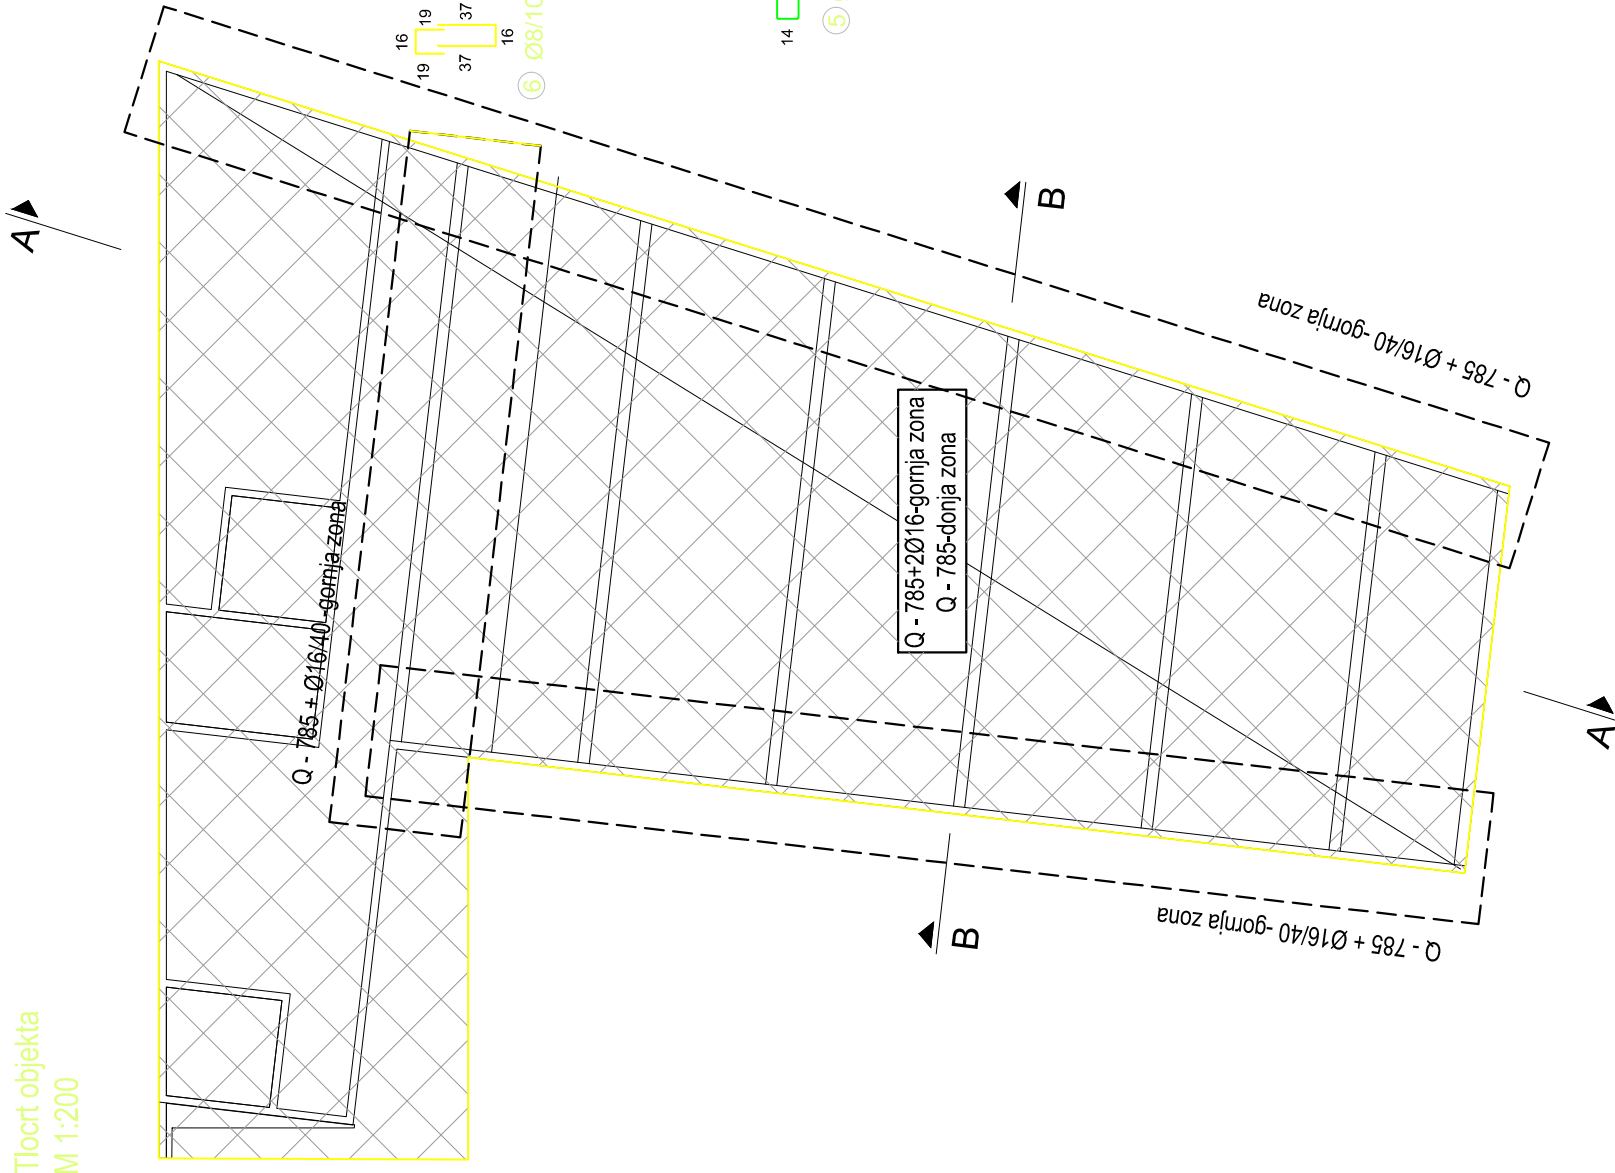 Tlocrt objekta
M 1:200
A
16
19
37
19
37
16
6 Ø8/10
14
5
B
Q - 785 + Ø16/40 -gornja zona
Q - 785 + Ø16/40 -gornja zona
Q - 785+2Ø16-gornja zona
Q - 785-donja zona
B
A
Q - 785 + Ø16/40 -gornja zona